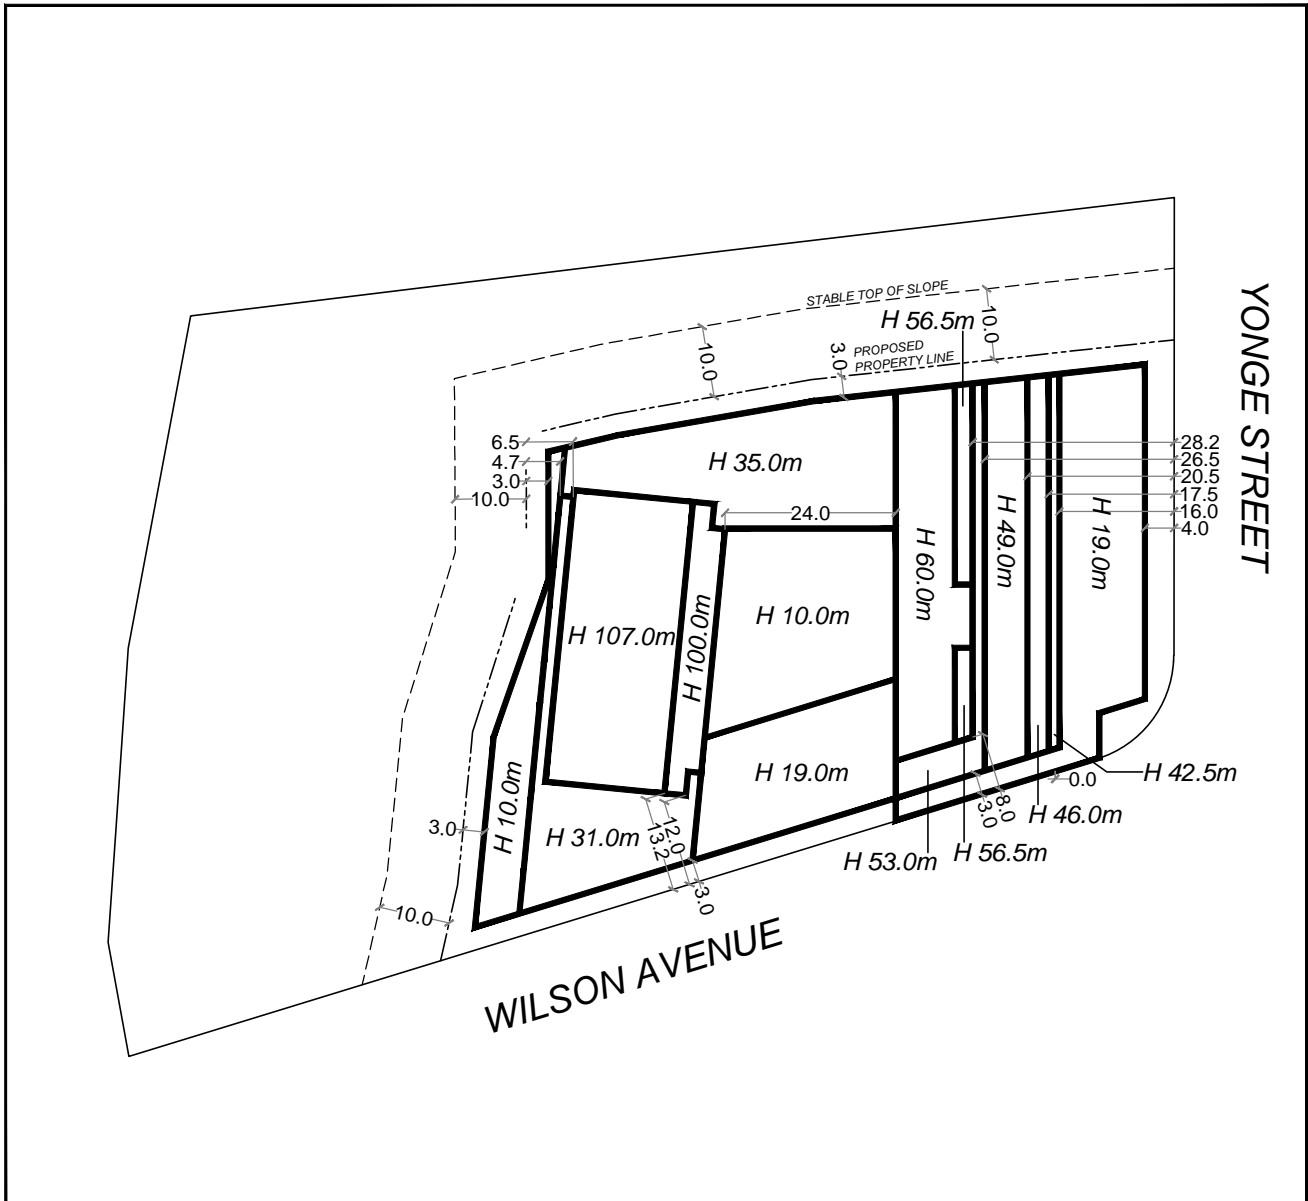 STABLE TOP OF SLOPE
H 56.5m
10.0
10.0
3.0
PROPOSED
PROPERTY LINE
YONGE STREET
6.5
4.7
3.0
10.0
H 35.0m
24.0
28.2
26.5
20.5
17.5
16.0
4.0
H 60.0m
H 49.0m
H 19.0m
H 107.0m
H 100.0m
H 10.0m
H 19.0m
H 10.0m
H 31.0m
3.0
10.0
13.2
12.0
3.0
3.0
8.0
0.0
H 42.5m
H 46.0m
H 56.5m
H 53.0m
WILSON AVENUE